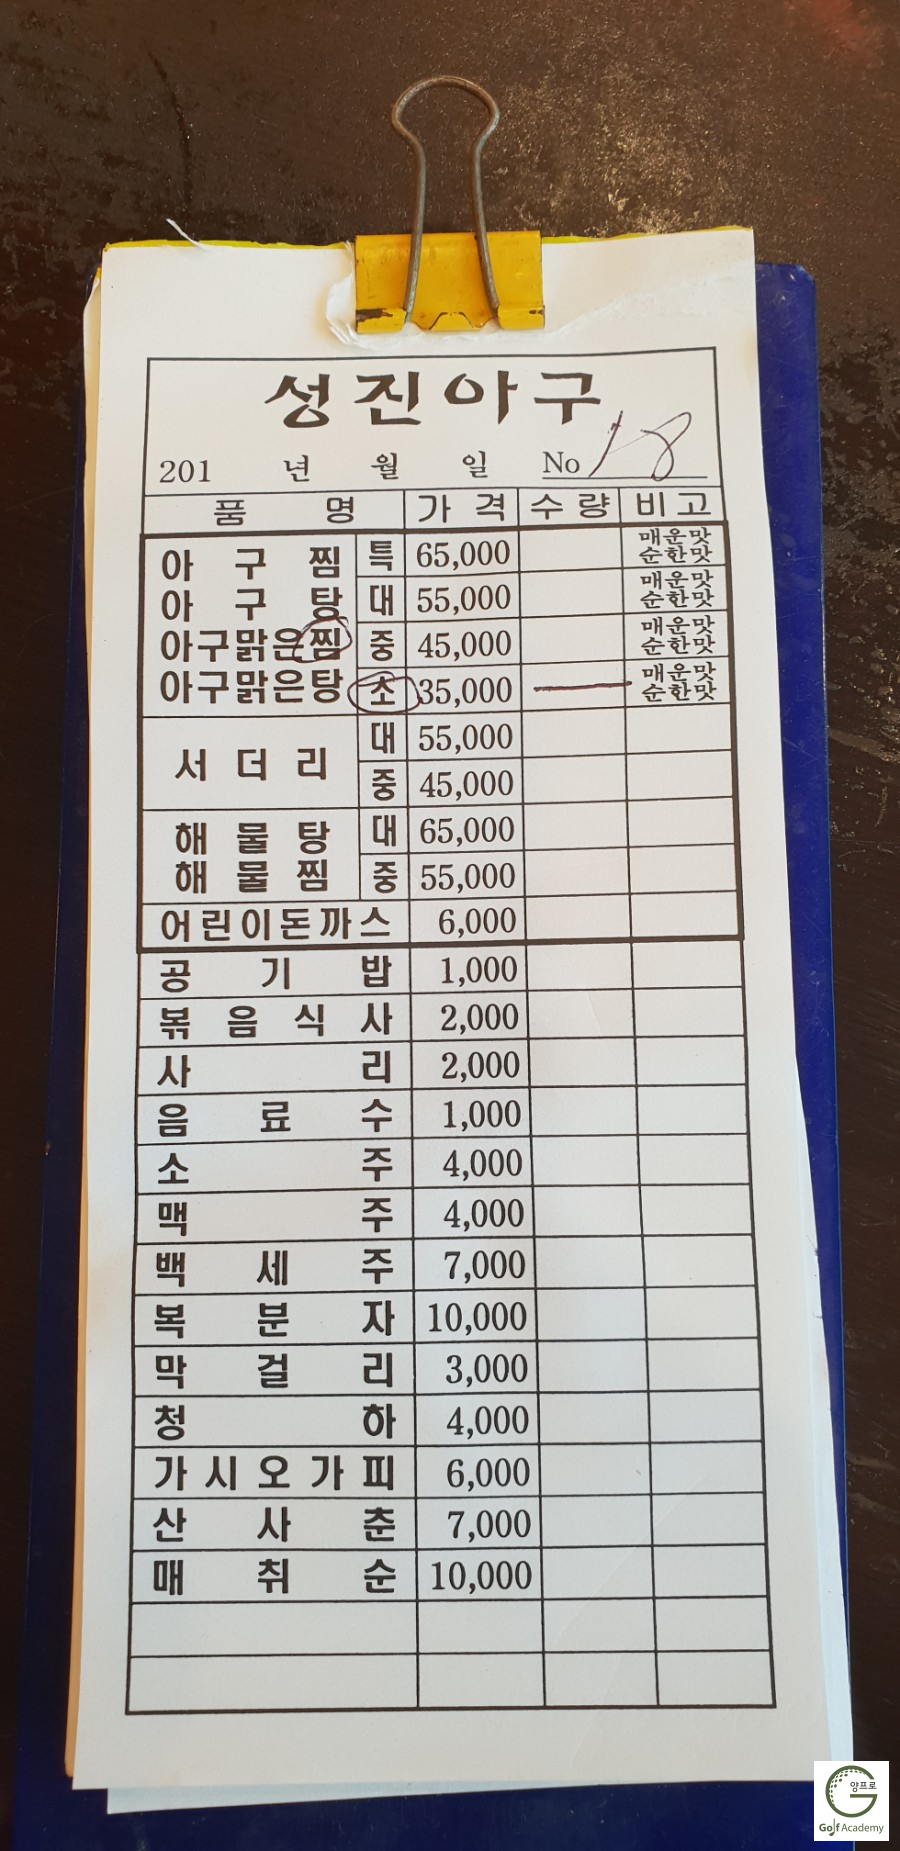 성진아구
201 년 월 일 No 18
품명 가격 수량 비고
아구찜 특 65,000 매운맛 순한맛
아구탕 대 55,000 매운맛 순한맛
아구맑은찜 중 45,000 매운맛 순한맛
아구맑은탕 소 35,000 매운맛 순한맛
서더리 대 55,000
중 45,000
해물탕 대 65,000
해물찜 중 55,000
어린이돈까스 6,000
공기밥 1,000
볶음식사 2,000
사리 2,000
음료수 1,000
소주 4,000
맥주 4,000
백세주 7,000
복분자 10,000
막걸리 3,000
청하 4,000
가시오가피 6,000
산사춘 7,000
매취순 10,000
양프로
Golf Academy